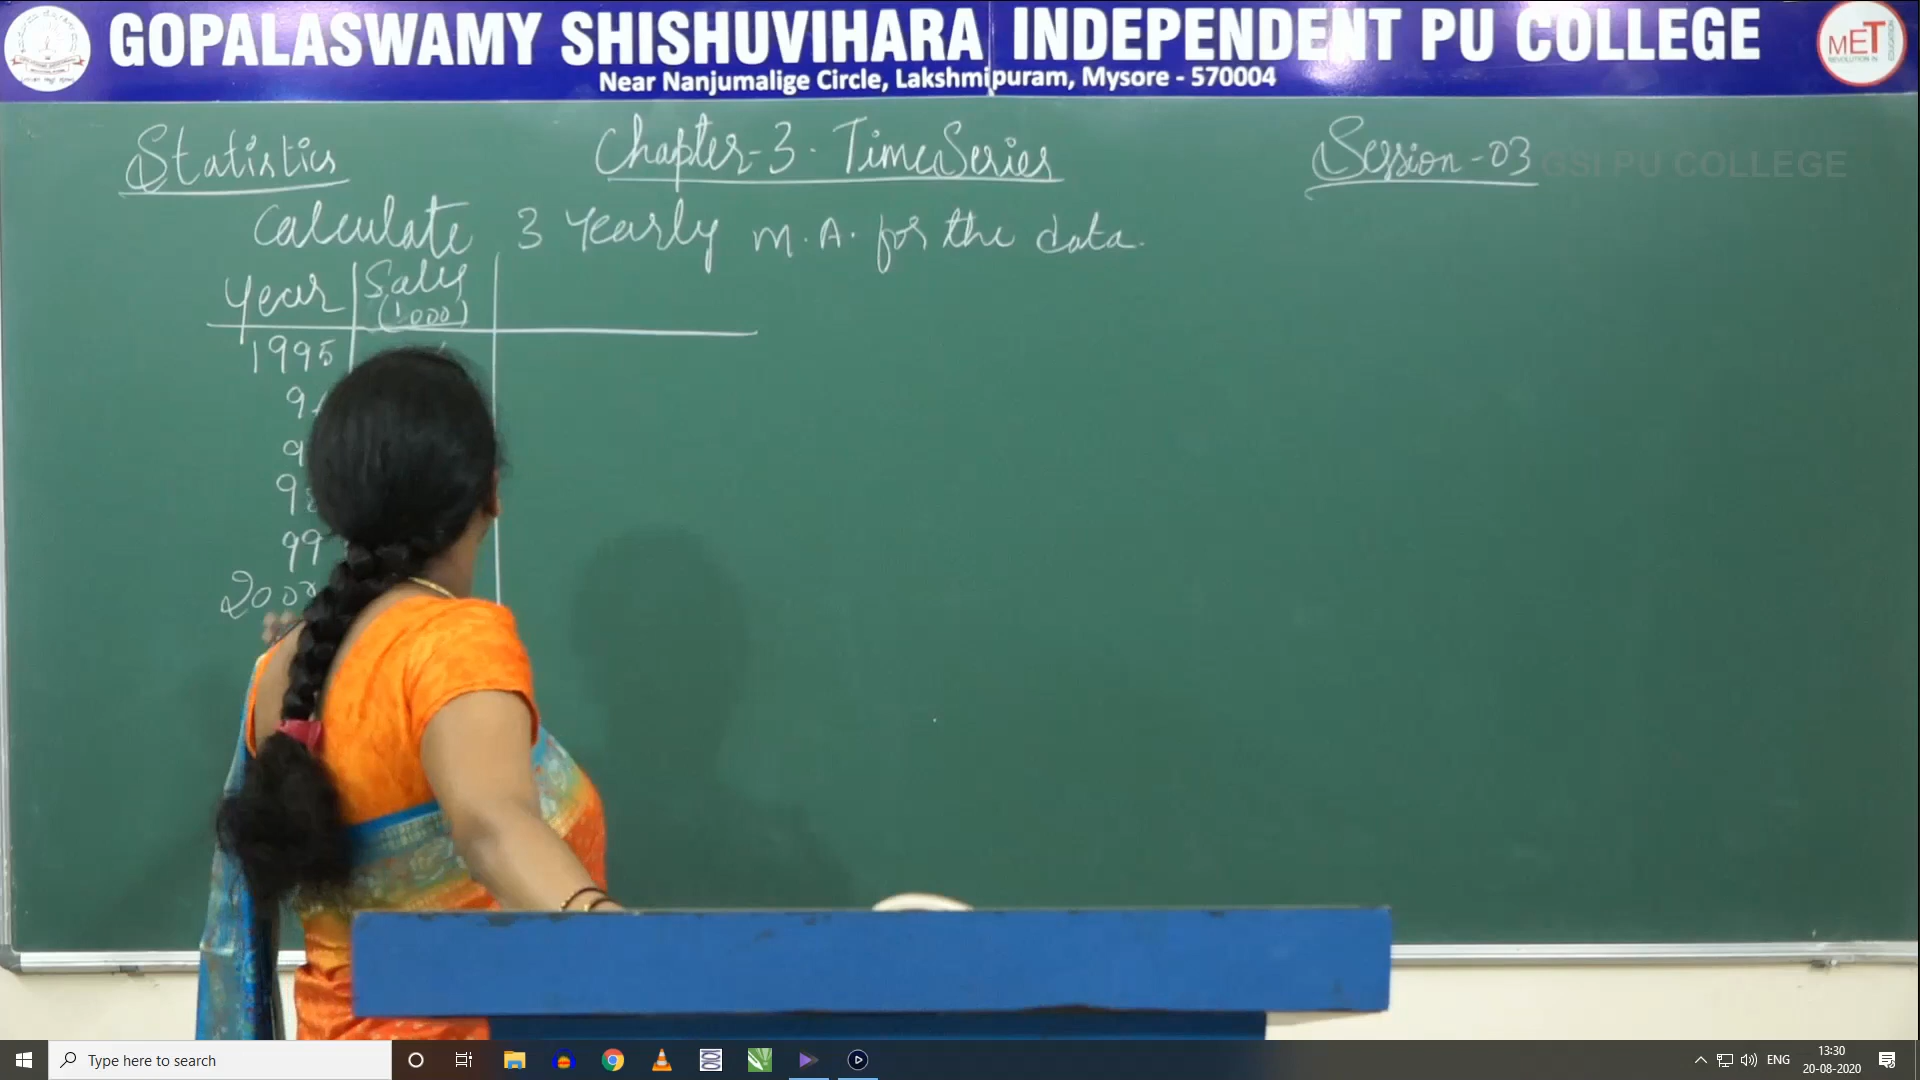 GOPALASWAMY SHISHUVIHARA INDEPENDENT PU COLLEGE
Near Nanjumalige Circle, Lakshmipuram, Mysore - 570004
MET
Statistics Chapter-3. Time Series Session-03
GSI PU COLLEGE
Calculate 3 Yearly M.A. for the data.
Year Sales
1995
99
Type here to search
ENG
13:30
20-08-2020